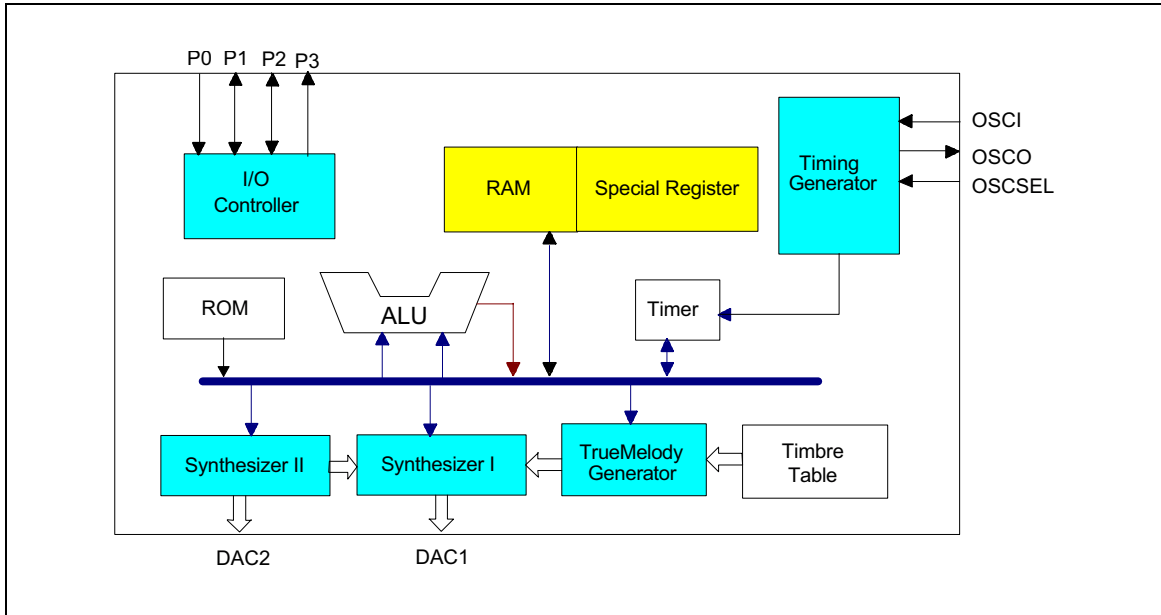 P0 P1 P2 P3
I/O
Controller
RAM
Special Register
Timing
Generator
OSCI
OSCO
OSCSEL
ROM
ALU
Timer
Synthesizer II
Synthesizer I
TrueMelody
Generator
Timbre
Table
DAC2
DAC1